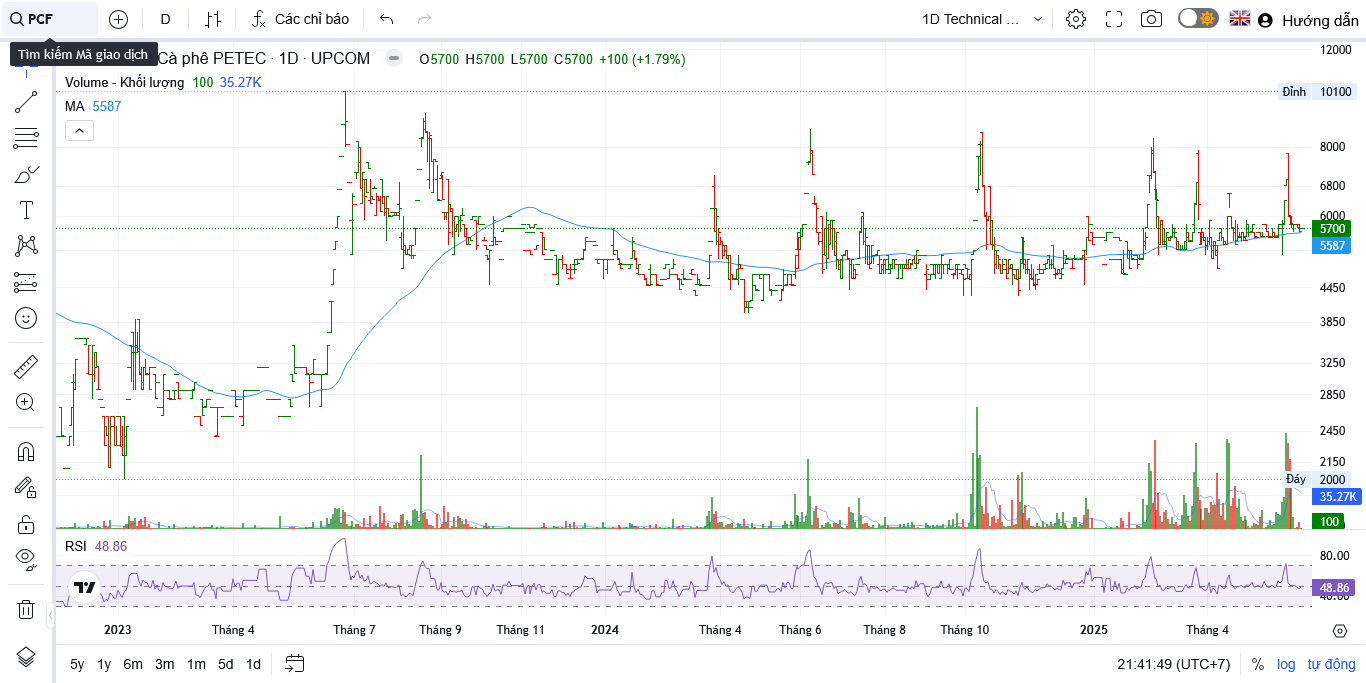 PCF
D
Các chỉ báo
1D Technical ...
Hướng dẫn
Tìm kiếm Mã giao dịch
Cà phê PETEC · 1D · UPCOM
O5700 H5700 L5700 C5700 +100 (+1.79%)
Volume - Khối lượng 100 35.27K
MA 5587
12000
Đỉnh 10100
8000
6800
6000
5700
5587
4450
3850
3250
2850
2450
2150
Đáy 2000
35.27K
100
RSI 48.86
80.00
48.86
40.00
2023 Tháng 4 Tháng 7 Tháng 9 Tháng 11 2024 Tháng 4 Tháng 6 Tháng 8 Tháng 10 2025 Tháng 4
5y 1y 6m 3m 1m 5d 1d
21:41:49 (UTC+7) % log tự động